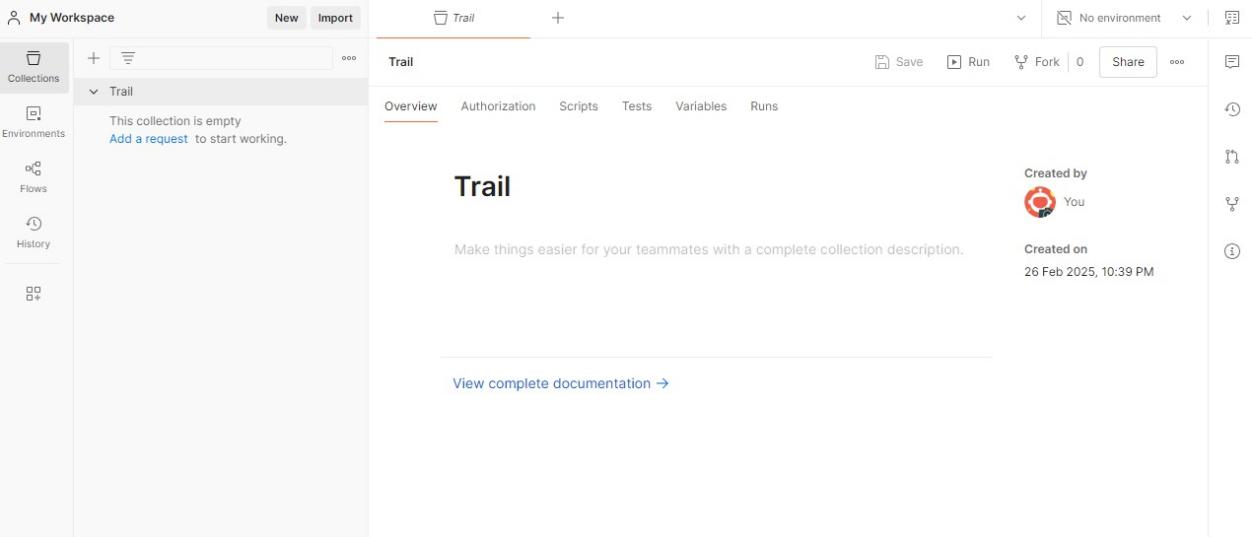 My Workspace
New
Import
Trail
No environment
Collections
Environments
Flows
History
Trail
This collection is empty
Add a request to start working.
Trail
Save
Run
Fork
0
Share
Overview
Authorization
Scripts
Tests
Variables
Runs
Trail
Make things easier for your teammates with a complete collection description.
View complete documentation →
Created by
You
Created on
26 Feb 2025, 10:39 PM